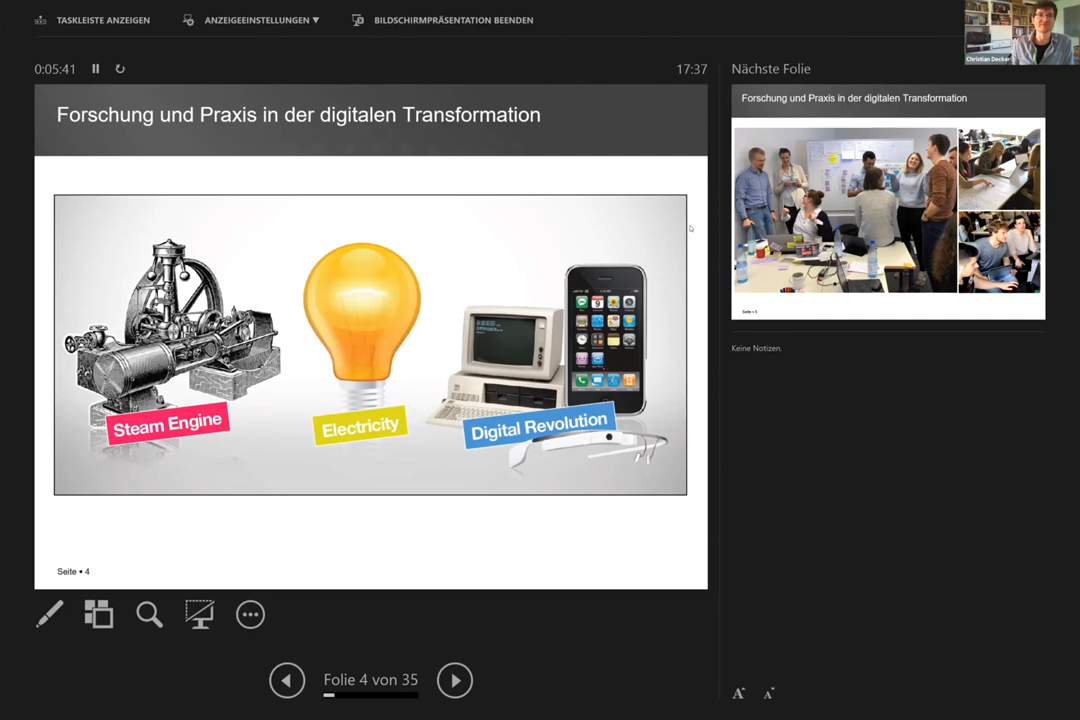 TASKLEISTE ANZEIGEN
ANZEIGEEINSTELLUNGEN ▼
BILDSCHIRMPRÄSENTATION BEENDEN
Christian Decker
0:05:41
17:37
Nächste Folie
Forschung und Praxis in der digitalen Transformation
Steam Engine
Electricity
Digital Revolution
Seite • 4
Forschung und Praxis in der digitalen Transformation
Seite • 5
Keine Notizen.
Folie 4 von 35
A A